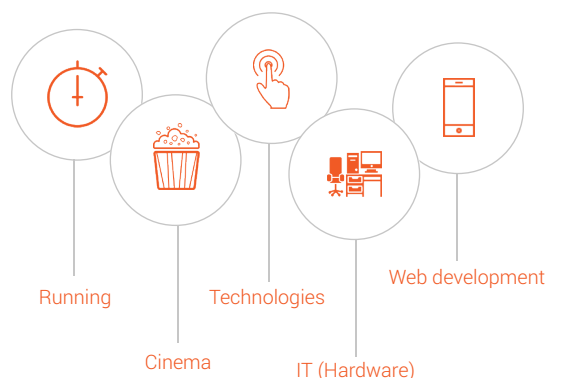 Running
Cinema
Technologies
IT (Hardware)
Web development